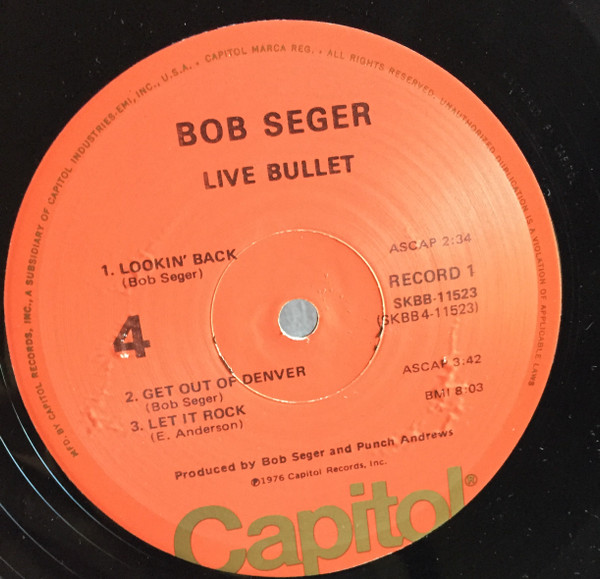 MFD. BY CAPITOL RECORDS, INC., A SUBSIDIARY OF CAPITOL INDUSTRIES-EMI, INC., U.S.A. • CAPITOL MARCA REG. • ALL RIGHTS RESERVED. UNAUTHORIZED DUPLICATION IS A VIOLATION OF APPLICABLE LAWS
BOB SEGER
LIVE BULLET
1. LOOKIN' BACK ASCAP 2:34
(Bob Seger)
RECORD 1
SKBB-11523
(SKBB4-11523)
4
2. GET OUT OF DENVER ASCAP 3:42
(Bob Seger)
3. LET IT ROCK BMI 8:03
(E. Anderson)
Produced by Bob Seger and Punch Andrews
℗1976 Capitol Records, Inc.
Capitol®